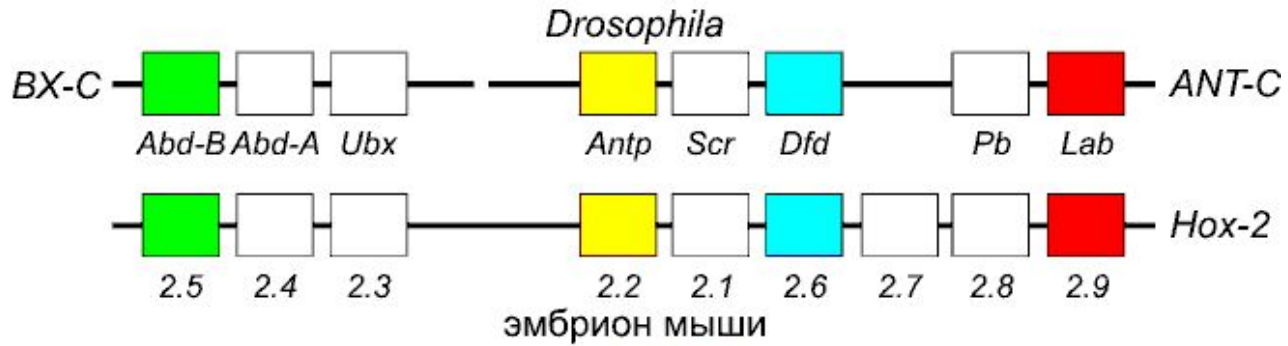 Drosophila
BX-C ANT-C
Abd-B Abd-A Ubx Antp Scr Dfd Pb Lab
Hox-2
2.5 2.4 2.3 2.2 2.1 2.6 2.7 2.8 2.9
эмбрион мыши